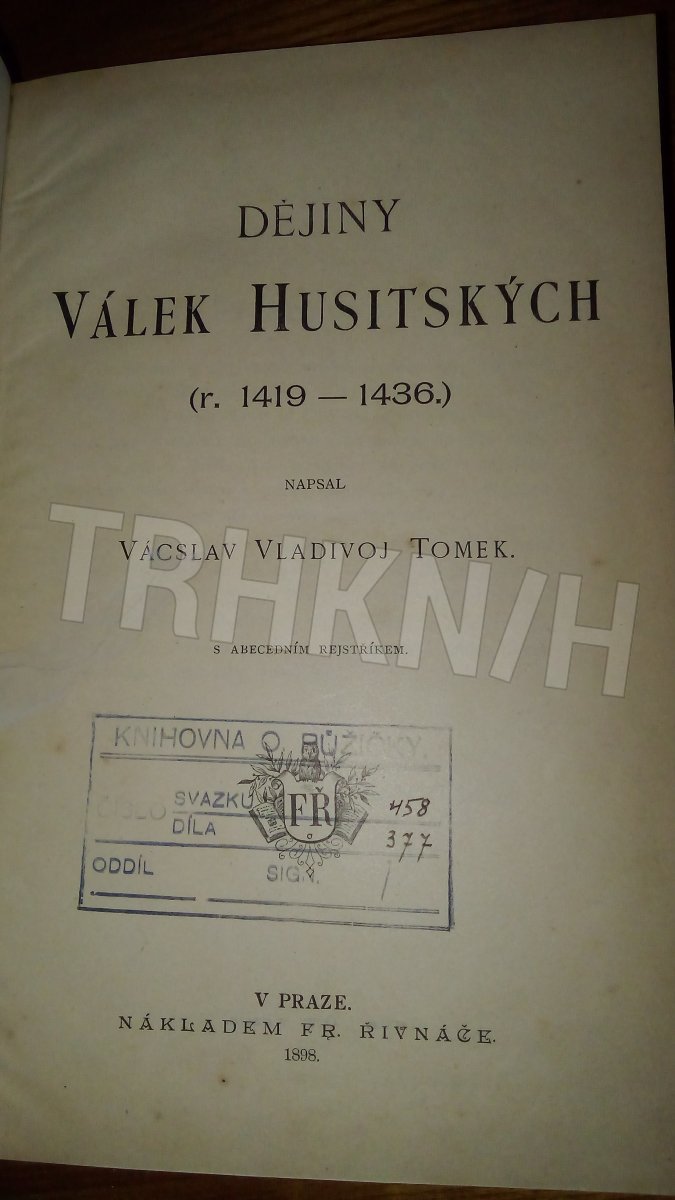 DĚJINY
VÁLEK HUSITSKÝCH
(r. 1419 — 1436.)
NAPSAL
VÁCSLAV VLADIVOJ TOMEK.
TRHKNIH
S ABECEDNÍM REJSTŘÍKEM.
KNIHOVNA O. RŮŽIČKY.
FŘ
ČÍSLO SVAZKU 458
DÍLA 377
ODDÍL SIGN.
V PRAZE.
NÁKLADEM FR. ŘIVNÁČE.
1898.